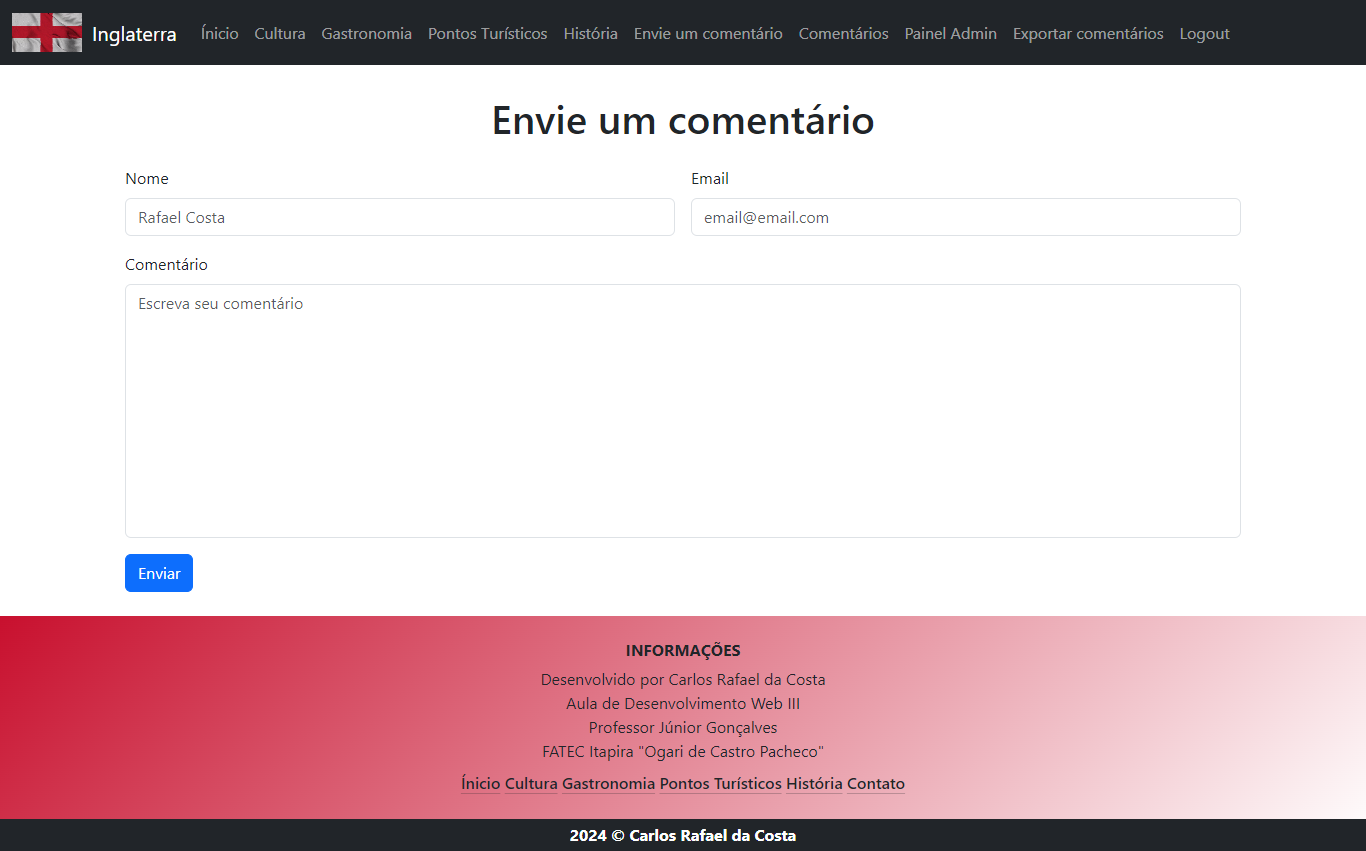 Inglaterra Ínicio Cultura Gastronomia Pontos Turísticos História Envie um comentário Comentários Painel Admin Exportar comentários Logout
Envie um comentário
Nome Email
Rafael Costa email@email.com
Comentário
Escreva seu comentário
Enviar
INFORMAÇÕES
Desenvolvido por Carlos Rafael da Costa
Aula de Desenvolvimento Web III
Professor Júnior Gonçalves
FATEC Itapira "Ogari de Castro Pacheco"
Ínicio Cultura Gastronomia Pontos Turísticos História Contato
2024 © Carlos Rafael da Costa